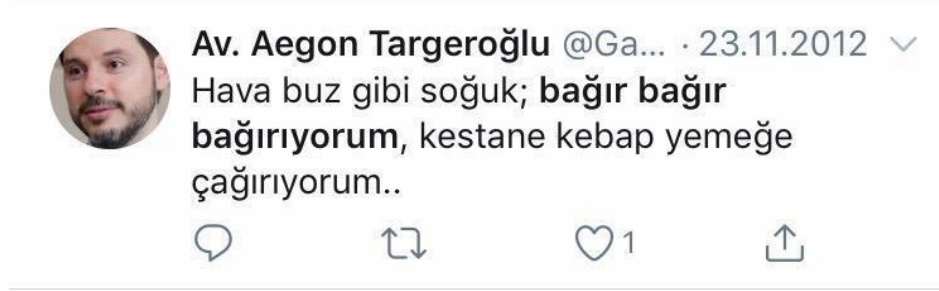 Av. Aegon Targeroğlu @Ga... · 23.11.2012
Hava buz gibi soğuk; bağır bağır
bağırıyorum, kestane kebap yemeğe
çağırıyorum..
1